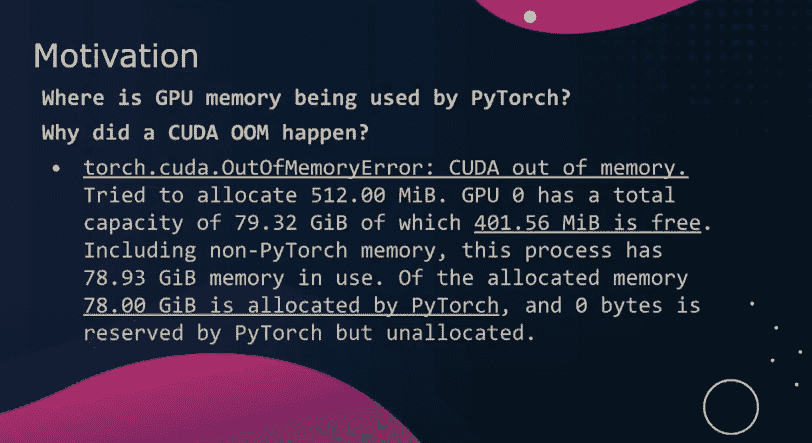 Motivation
Where is GPU memory being used by PyTorch?
Why did a CUDA OOM happen?
• torch.cuda.OutOfMemoryError: CUDA out of memory.
Tried to allocate 512.00 MiB. GPU 0 has a total
capacity of 79.32 GiB of which 401.56 MiB is free.
Including non-PyTorch memory, this process has
78.93 GiB memory in use. Of the allocated memory
78.00 GiB is allocated by PyTorch, and 0 bytes is
reserved by PyTorch but unallocated.